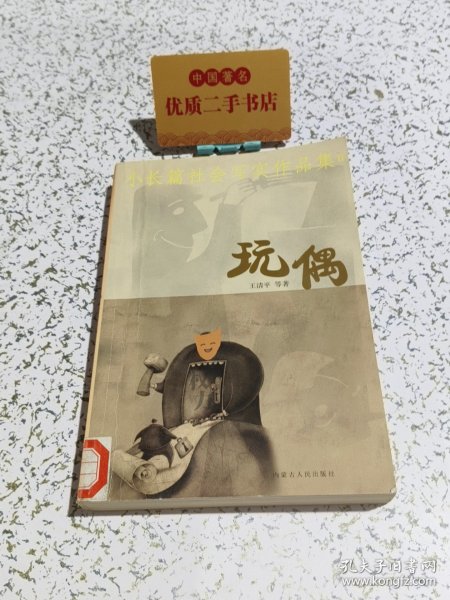 中国著名
优质二手书店
小长篇社会写实作品集
玩偶
王清平 等著
内蒙古人民出版社
孔夫子旧书网
www.kongfz.com